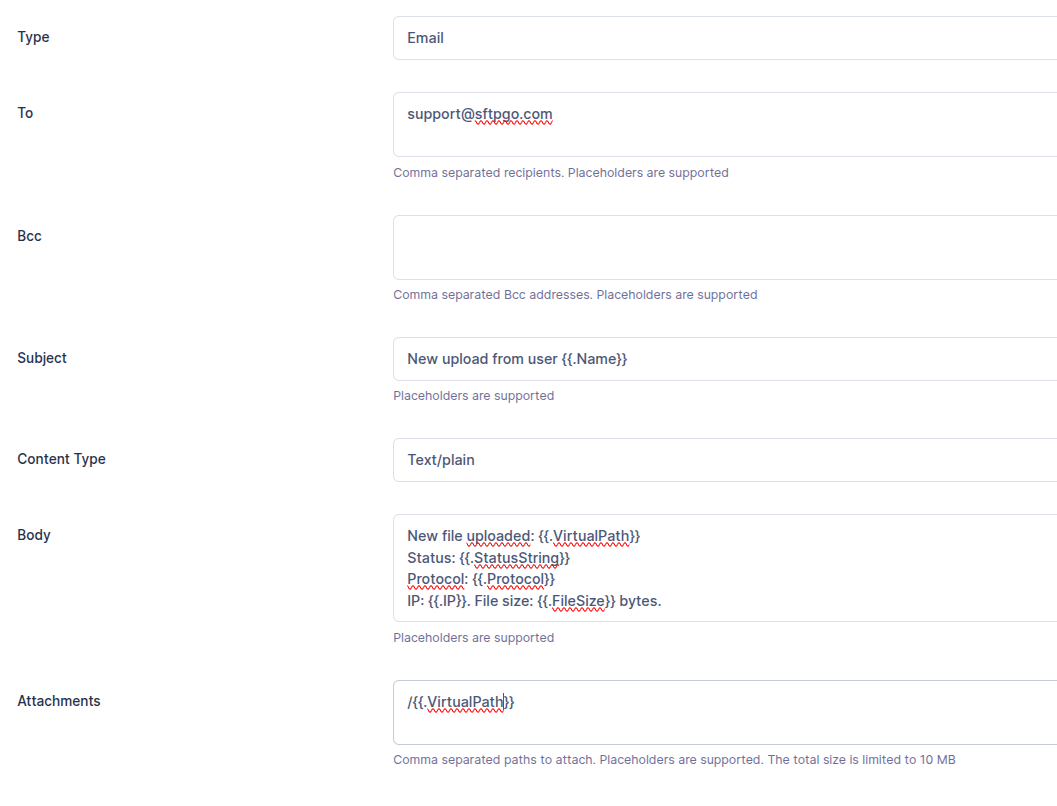 Type
Email
To
support@sftpgo.com
Comma separated recipients. Placeholders are supported
Bcc
Comma separated Bcc addresses. Placeholders are supported
Subject
New upload from user {{.Name}}
Placeholders are supported
Content Type
Text/plain
Body
New file uploaded: {{.VirtualPath}}
Status: {{.StatusString}}
Protocol: {{.Protocol}}
IP: {{.IP}}. File size: {{.FileSize}} bytes.
Placeholders are supported
Attachments
/{{.VirtualPath}}
Comma separated paths to attach. Placeholders are supported. The total size is limited to 10 MB